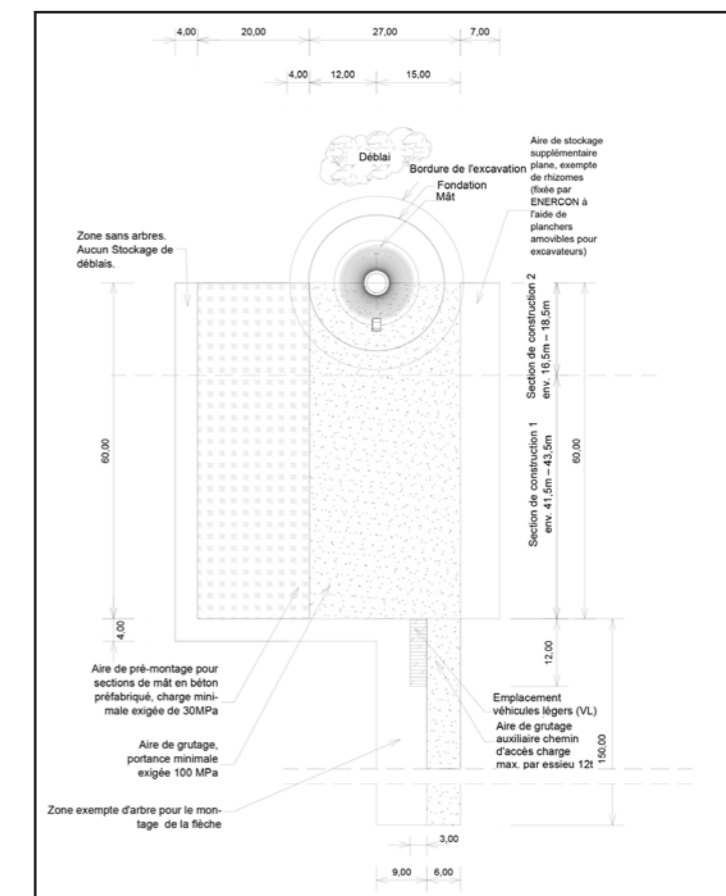 4,00
20,00
27,00
7,00
4,00
12,00
15,00
Déblai
Bordure de l'excavation
Fondation
Mât
Aire de stockage
supplémentaire
plane, exempte
de rhizomes
(fixée par
ENERCON à
l'aide de
planchers
amovibles pour
excavateurs)
Zone sans arbres.
Aucun Stockage de
déblais.
60,00
4,00
Section de construction 2
env. 16,5m – 18,5m
Section de construction 1
env. 41,5m – 43,5m
60,00
12,00
150,00
Aire de pré-montage pour
sections de mât en béton
préfabriqué, charge mini-
male exigée de 30MPa
Aire de grutage,
portance minimale
exigée 100 MPa
Zone exempte d'arbre pour le mon-
tage de la flèche
Emplacement
véhicules légers (VL)
Aire de grutage
auxiliaire chemin
d'accès charge
max. par essieu 12t
3,00
9,00
6,00